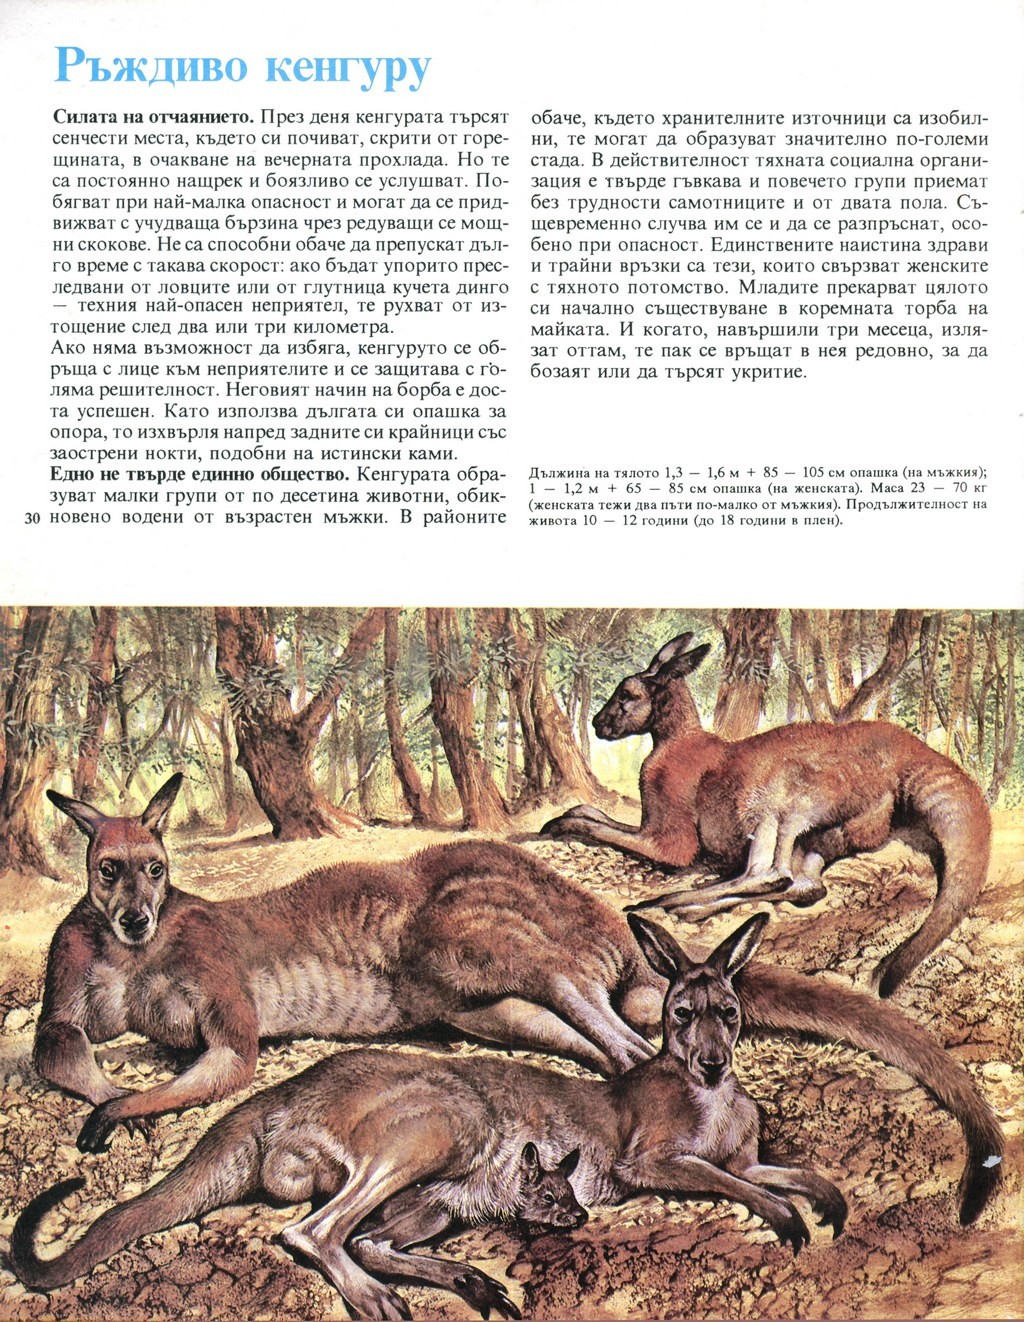 Ръждиво кенгуру
Силата на отчаянието. През деня кенгурата търсят
сенчести места, където си почиват, скрити от горе-
щината, в очакване на вечерната прохлада. Но те
са постоянно нащрек и боязливо се услушват. По-
бягват при най-малка опасност и могат да се прид-
вижват с учудваща бързина чрез редуващи се мощ-
ни скокове. Не са способни обаче да препускат дъл-
го време с такава скорост: ако бъдат упорито прес-
ледвани от ловците или от глутница кучета динго
— техния най-опасен неприятел, те рухват от из-
тощение след два или три километра.
Ако няма възможност да избяга, кенгуруто се об-
ръща с лице към неприятелите и се защитава с го-
ляма решителност. Неговият начин на борба е дос-
та успешен. Като използва дългата си опашка за
опора, то изхвърля напред задните си крайници със
заострени нокти, подобни на истински ками.
Едно не твърде единно общество. Кенгурата обра-
зуват малки групи от по десетина животни, обик-
30 новено водени от възрастен мъжки. В районите
обаче, където хранителните източници са изобил-
ни, те могат да образуват значително по-големи
стада. В действителност тяхната социална органи-
зация е твърде гъвкава и повечето групи приемат
без трудности самотниците и от двата пола. Съ-
щевременно случва им се и да се разпръснат, осо-
бено при опасност. Единствените наистина здрави
и трайни връзки са тези, които свързват женските
с тяхното потомство. Младите прекарват цялото
си начално съществуване в коремната торба на
майката. И когато, навършили три месеца, изля-
зат оттам, те пак се връщат в нея редовно, за да
бозаят или да търсят укритие.
Дължина на тялото 1,3 — 1,6 м + 85 — 105 см опашка (на мъжкия);
1 — 1,2 м + 65 — 85 см опашка (на женската). Маса 23 — 70 кг
(женската тежи два пъти по-малко от мъжкия). Продължителност на
живота 10 — 12 години (до 18 години в плен).